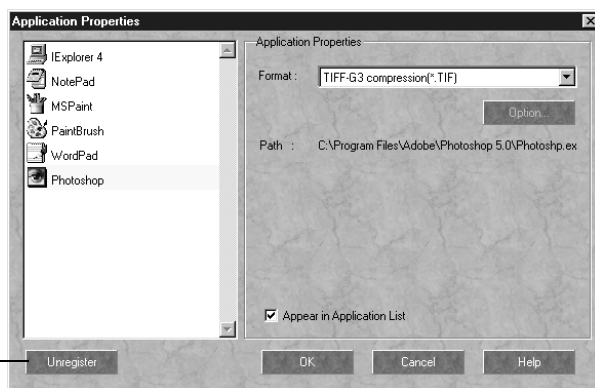 Application Properties
IExplorer 4
NotePad
MSPaint
PaintBrush
WordPad
Photoshop
Application Properties
Format :
TIFF-G3 compression(*.TIF)
Option...
Path : C:\Program Files\Adobe\Photoshop 5.0\Photoshp.ex
Appear in Application List
Unregister
OK
Cancel
Help